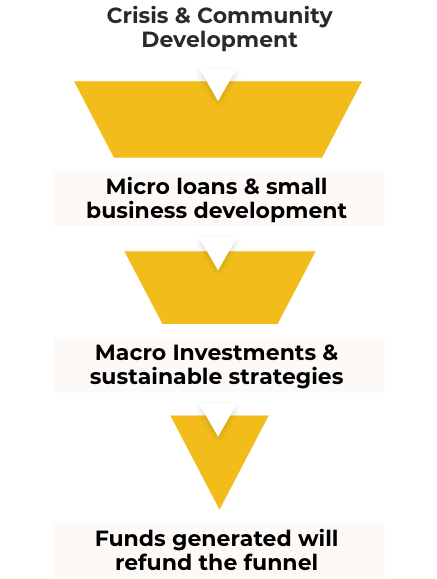 Crisis & Community
Development
Micro loans & small
business development
Macro Investments &
sustainable strategies
Funds generated will
refund the funnel